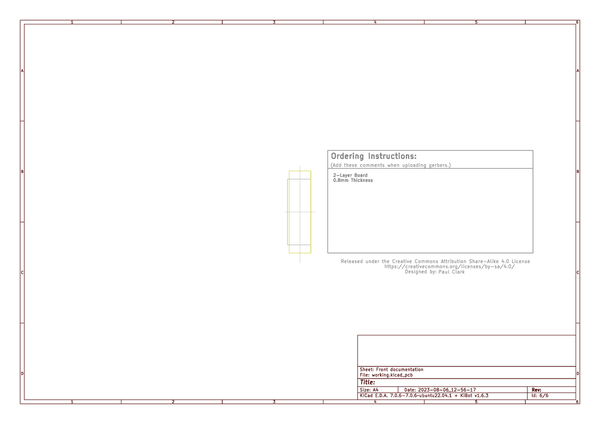 1 2 3 4 5 6
A A
B B
Ordering Instructions:
(Add these comments when uploading gerbers.)
2-Layer Board
0.8mm Thickness
C C
Released under the Creative Commons Attribution Share-Alike 4.0 License
https://creativecommons.org/licenses/by-sa/4.0/
Designed by: Paul Clark
D D
Sheet: Front documentation
File: working.kicad_pcb
Title:
Size: A4 Date: 2023-08-06_12-56-17 Rev:
KiCad E.D.A. 7.0.6-7.0.6~ubuntu22.04.1 + KiBot v1.6.3 Id: 6/6
1 2 3 4 5 6